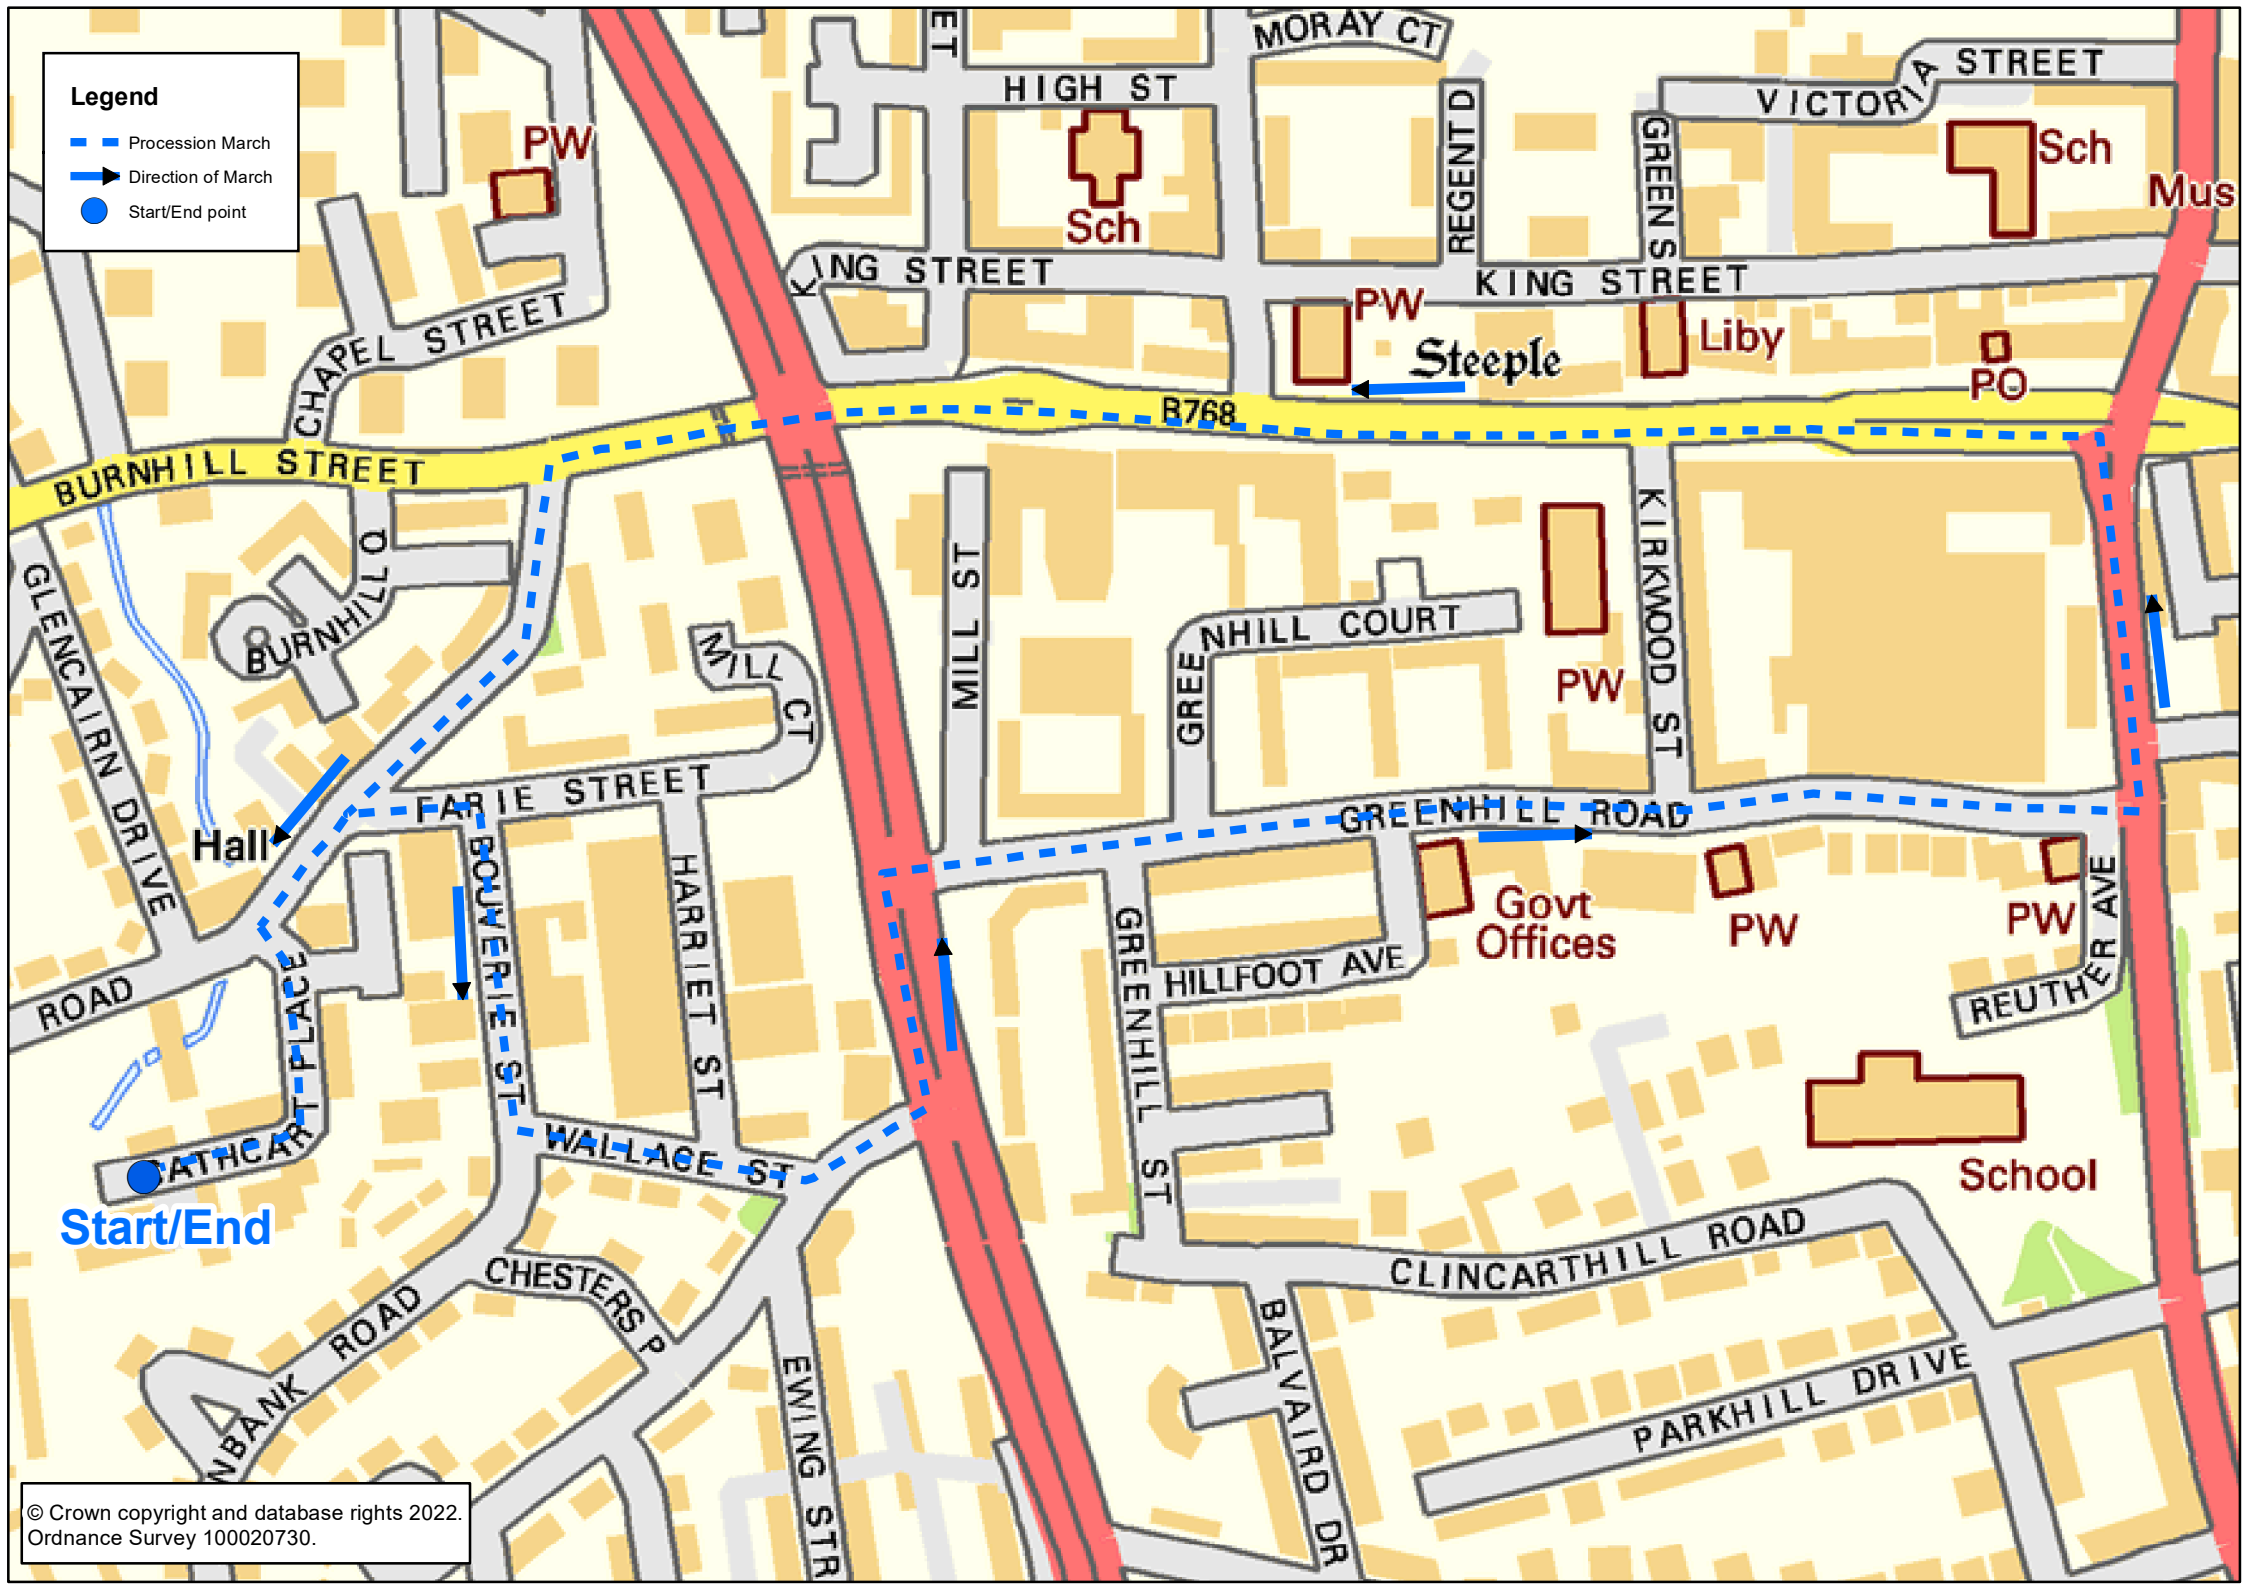 Legend
Procession March
Direction of March
Start/End point
MORAY CT
ET
HIGH ST
VICTORIA STREET
PW
REGENT D
GREEN S
Sch
Sch
Mus
KING STREET
KING STREET
CHAPEL STREET
PW
Steeple
Liby
PO
B768
BURNHILL STREET
BURNHILL Q
GLENCAIRN DRIVE
MILL CT
MILL ST
GREENHILL COURT
PW
KIRKWOOD ST
FARIE STREET
GREENHILL ROAD
Hall
BOUVERIE ST
HARRIET ST
GREENHILL ST
HILLFOOT AVE
Govt
Offices
PW
PW
REUTHER AVE
ROAD
CATHCART PLACE
WALLACE ST
Start/End
School
CHESTERS P
CLINCARTHILL ROAD
NBANK ROAD
EWING STR
BALVAIRD DR
PARKHILL DRIVE
© Crown copyright and database rights 2022.
Ordnance Survey 100020730.